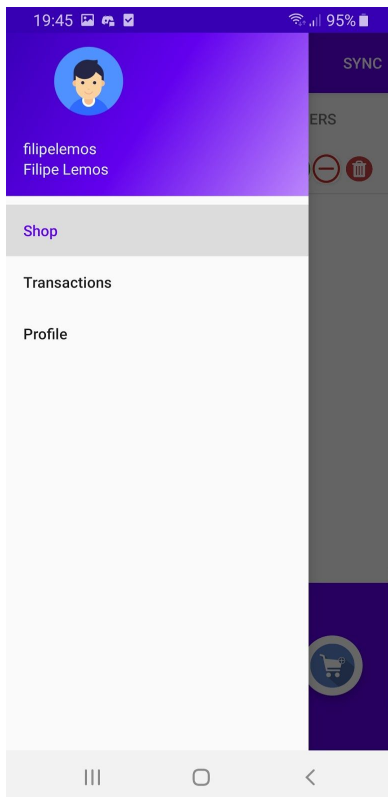 19:45
95%
SYNC
ERS
filipelemos
Filipe Lemos
Shop
Transactions
Profile